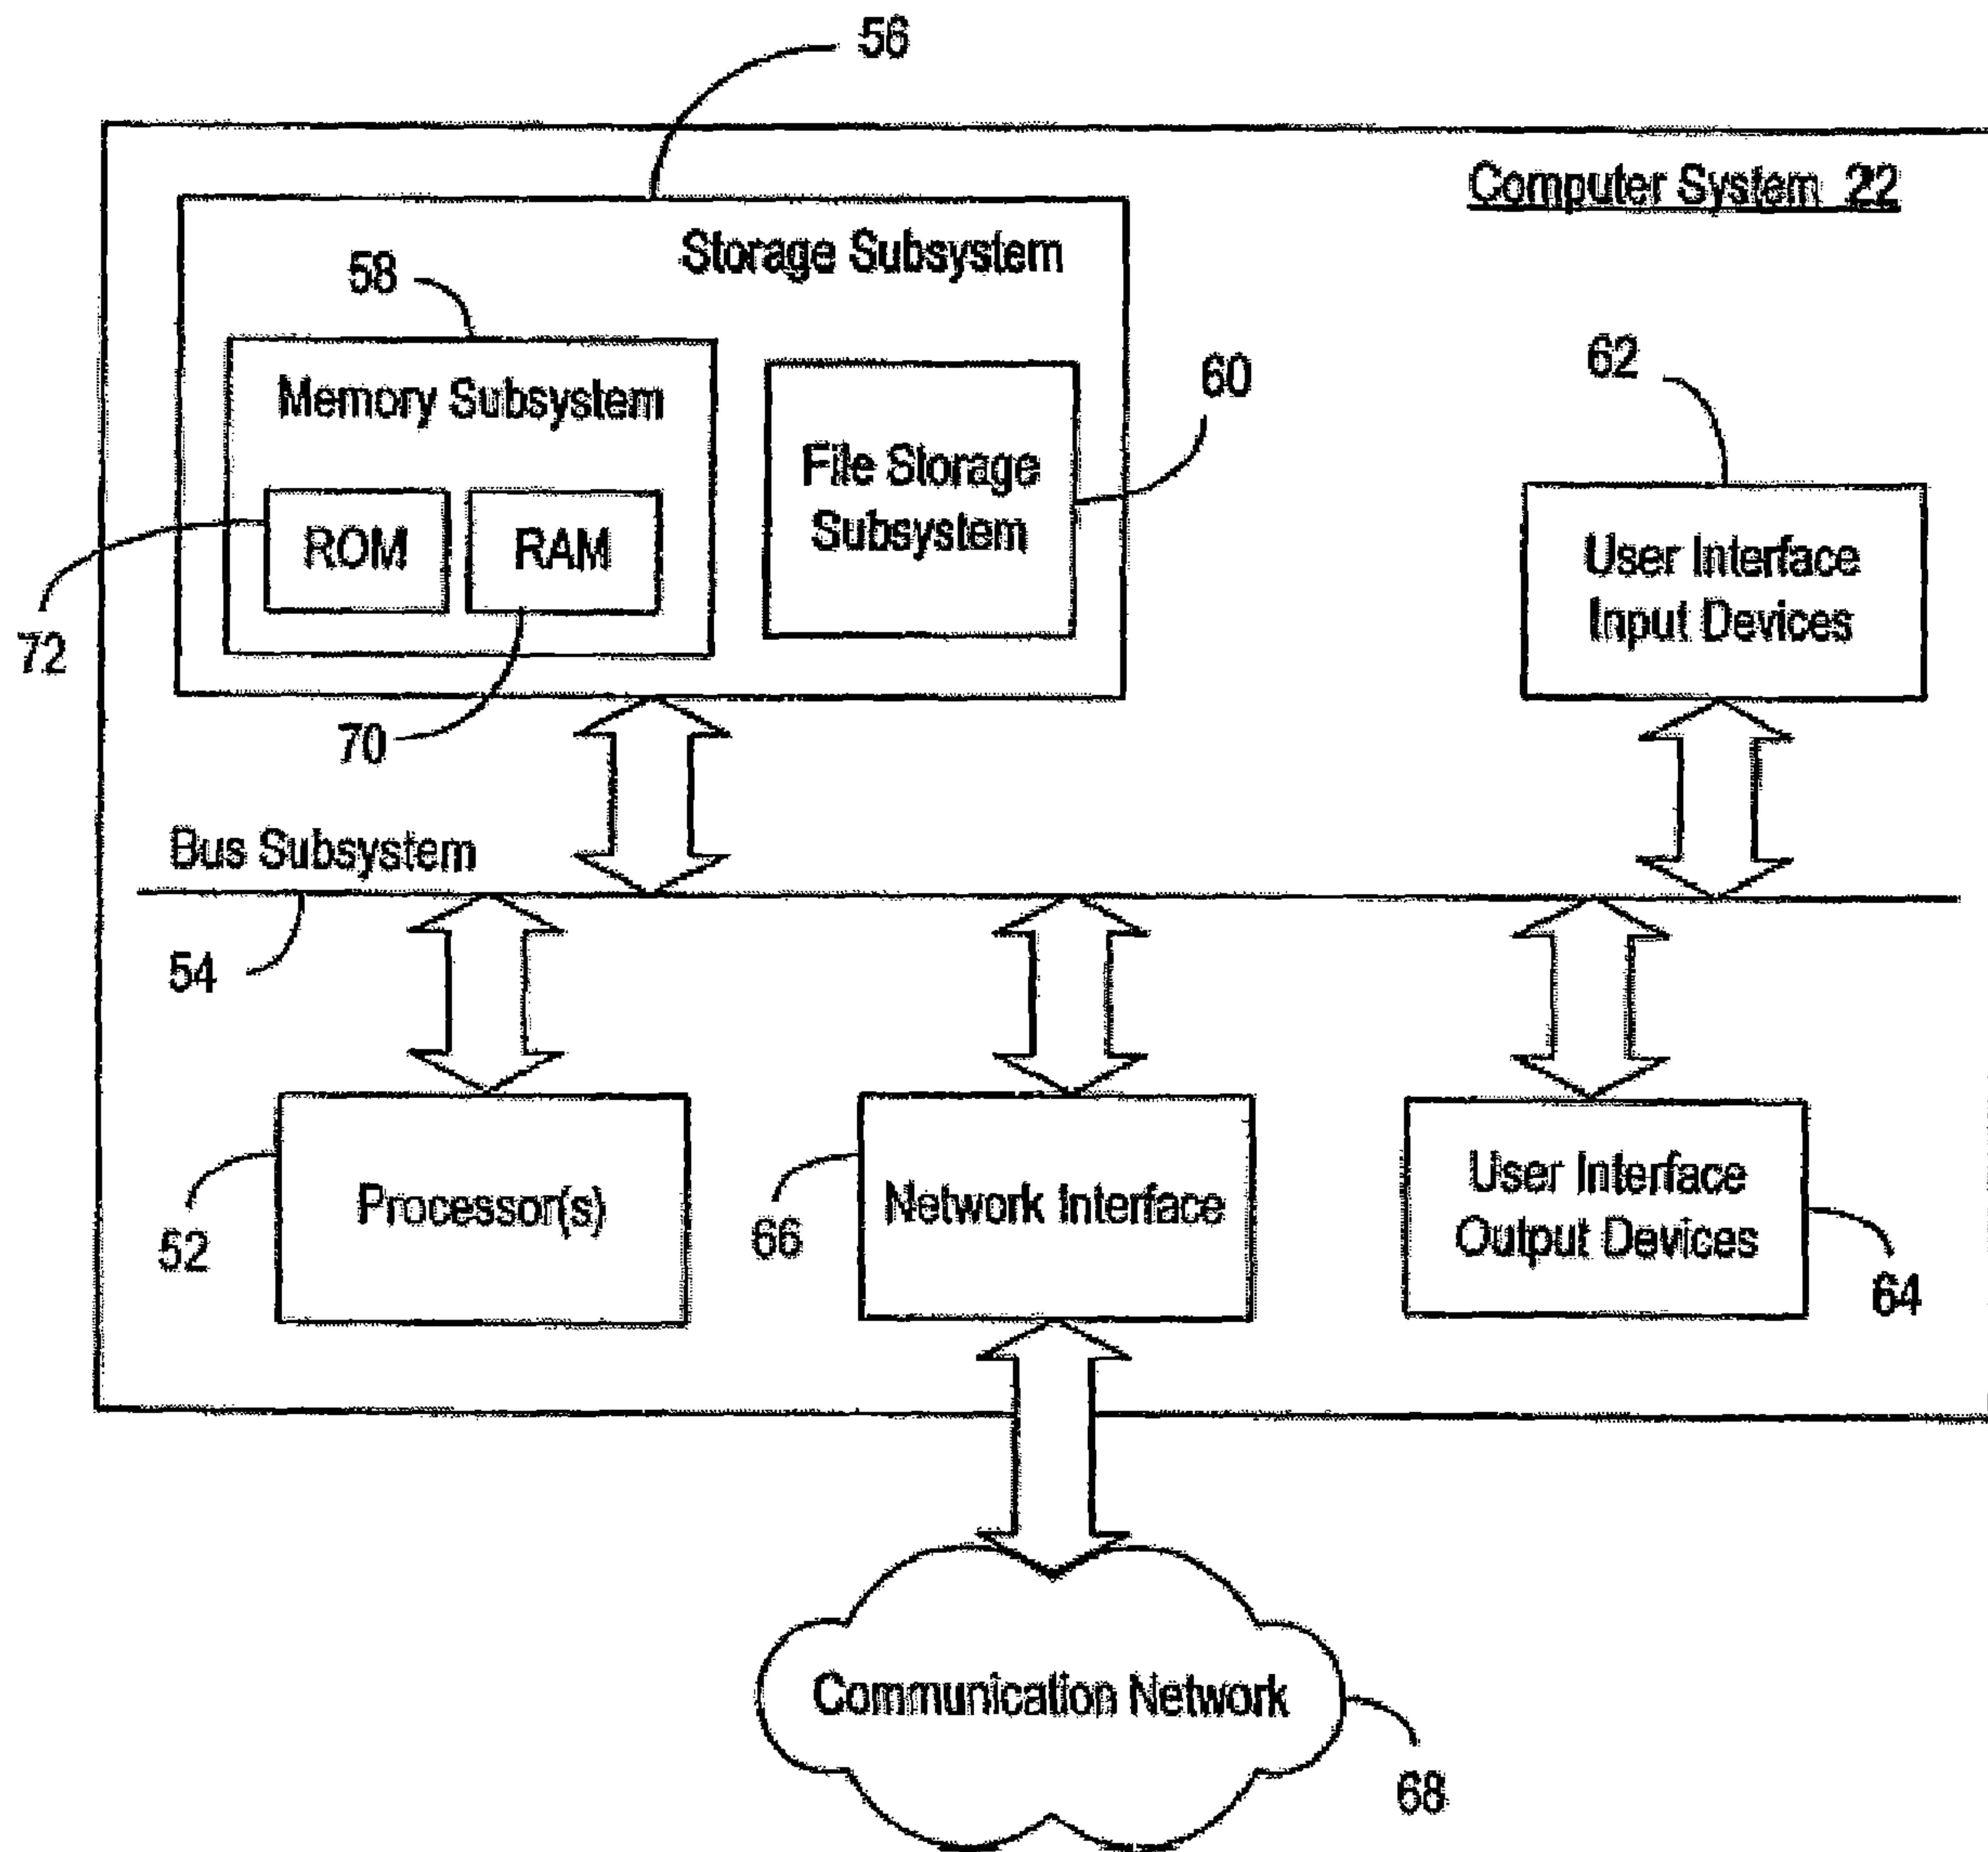 56
Computer System 22
Storage Subsystem
58
Memory Subsystem
60
File Storage
Subsystem
62
ROM
RAM
User Interface
Input Devices
72
70
Bus Subsystem
54
Processor(s)
52
Network Interface
66
User Interface
Output Devices
64
Communication Network
68